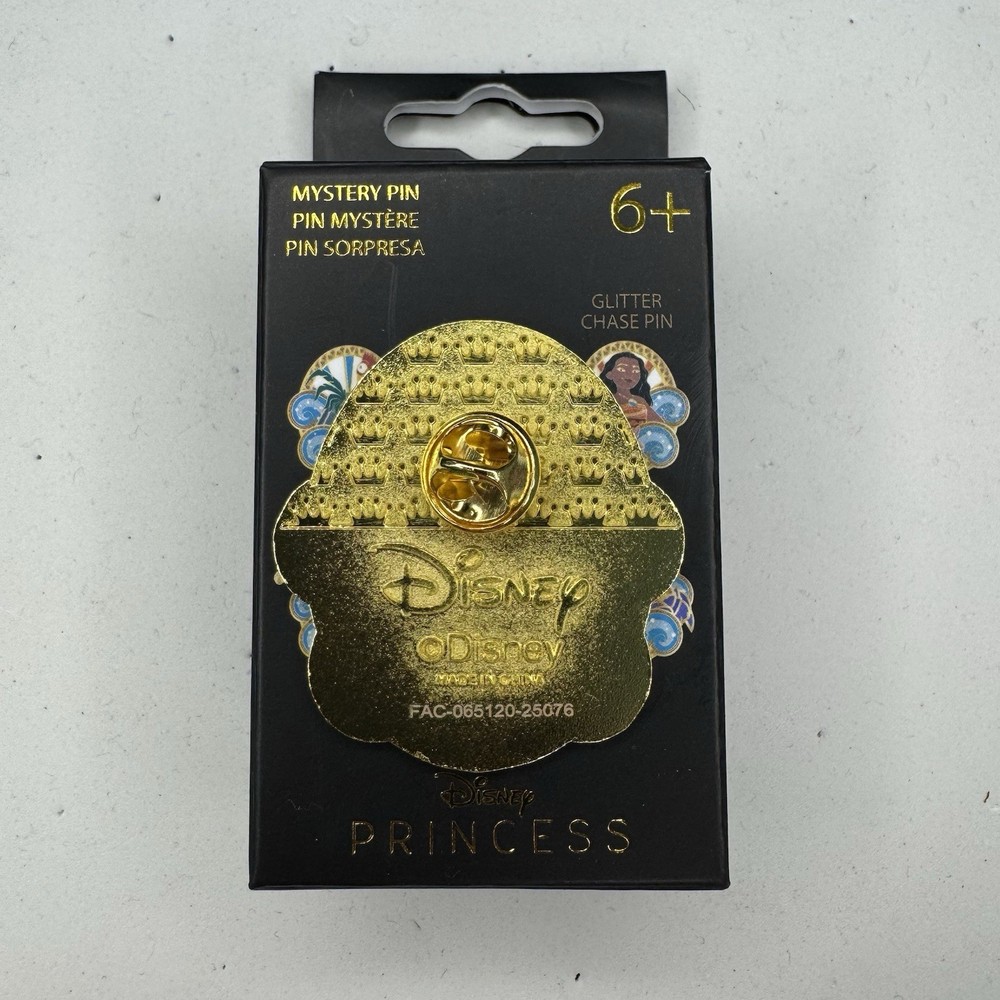 MYSTERY PIN
PIN MYSTÈRE
PIN SORPRESA
6+
GLITTER
CHASE PIN
Disney
©Disney
MADE IN CHINA
FAC-065120-25076
Disney
PRINCESS